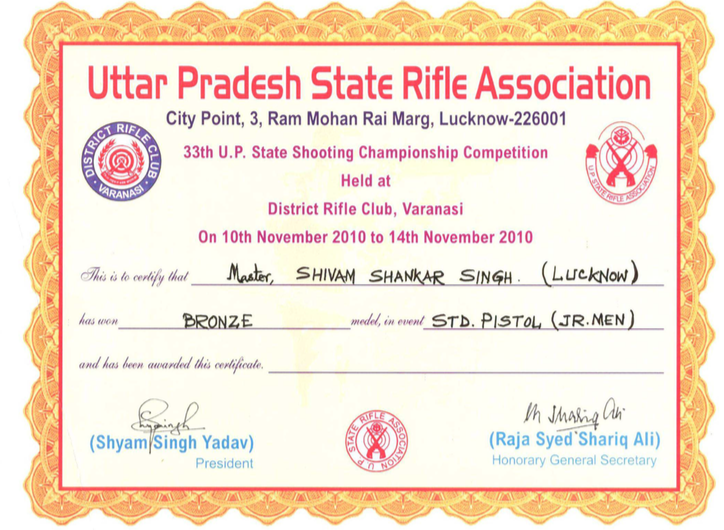 Uttar Pradesh State Rifle Association
City Point, 3, Ram Mohan Rai Marg, Lucknow-226001
DISTRICT RIFLE CLUB
VARANASI
33th U.P. State Shooting Championship Competition
U.P. STATE RIFLE ASSOCIATION
Held at
District Rifle Club, Varanasi
On 10th November 2010 to 14th November 2010
This is to certify that Master, SHIVAM SHANKAR SINGH. (LUCKNOW)
has won BRONZE medel, in event STD. PISTOL (JR.MEN)
and has been awarded this certificate.
U P STATE RIFLE ASSOCIATION
(Shyam Singh Yadav)
President
M Shariq Ali
(Raja Syed Shariq Ali)
Honorary General Secretary